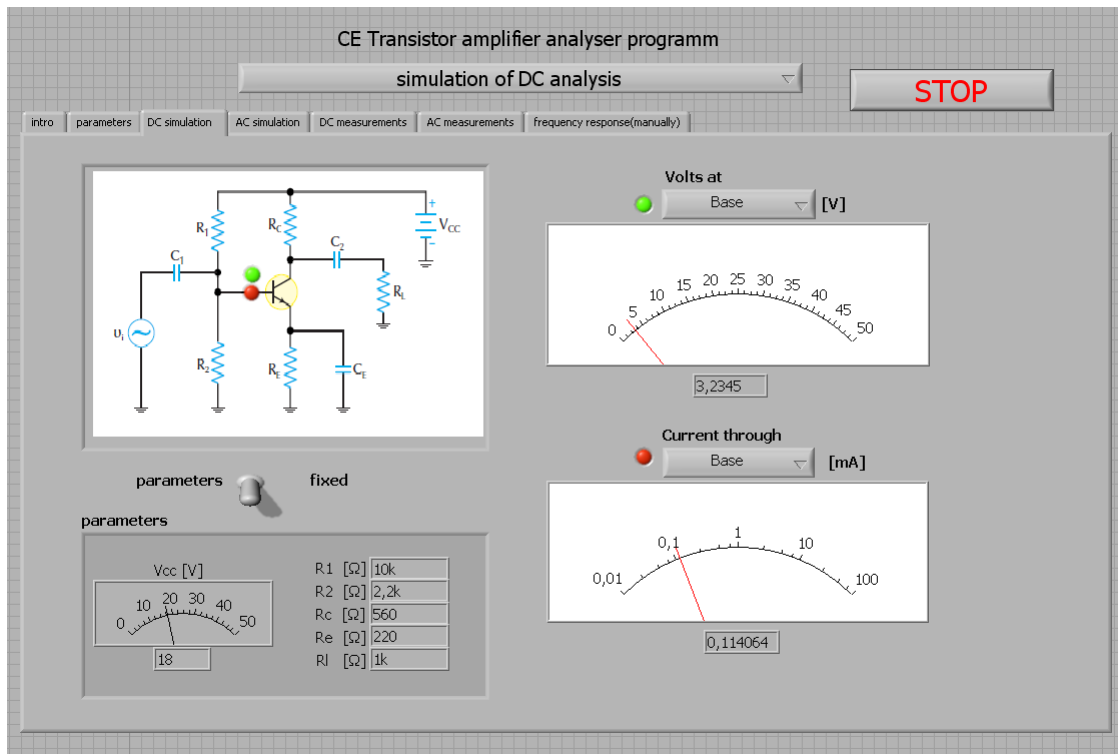 CE Transistor amplifier analyser programm
simulation of DC analysis
STOP
intro parameters DC simulation AC simulation DC measurements AC measurements frequency response(manually)
R1 RC VCC + −
C1 C2
RL
υi
R2 RE CE
Volts at
Base [V]
0 5 10 15 20 25 30 35 40 45 50
3,2345
Current through
Base [mA]
0,01 0,1 1 10 100
0,114064
parameters fixed
parameters
Vcc [V]
0 10 20 30 40 50
18
R1 [Ω] 10k
R2 [Ω] 2,2k
Rc [Ω] 560
Re [Ω] 220
Rl [Ω] 1k